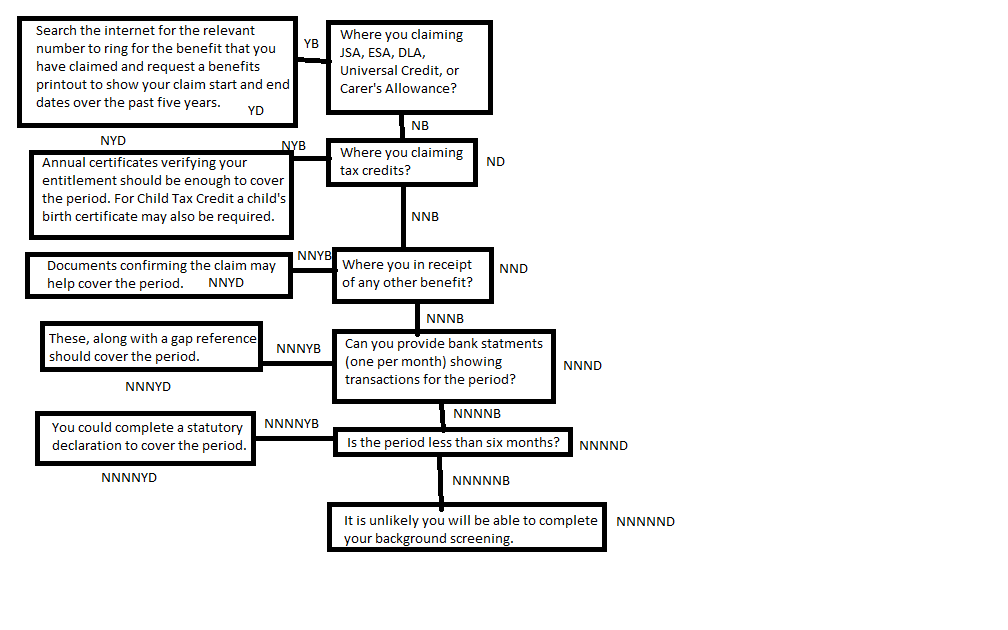 Search the internet for the relevant
number to ring for the benefit that you
have claimed and request a benefits
printout to show your claim start and end
dates over the past five years.
YD
YB
Where you claiming
JSA, ESA, DLA,
Universal Credit, or
Carer's Allowance?
NB
NYD
NYB
Annual certificates verifying your
entitlement should be enough to cover
the period. For Child Tax Credit a child's
birth certificate may also be required.
Where you claiming
tax credits?
ND
NNB
NNYB
Documents confirming the claim may
help cover the period.
NNYD
Where you in receipt
of any other benefit?
NND
NNNB
These, along with a gap reference
should cover the period.
NNNYB
NNNYD
Can you provide bank statments
(one per month) showing
transactions for the period?
NNND
NNNNB
You could complete a statutory
declaration to cover the period.
NNNNYB
NNNNYD
Is the period less than six months?
NNNND
NNNNNB
It is unlikely you will be able to complete
your background screening.
NNNNND